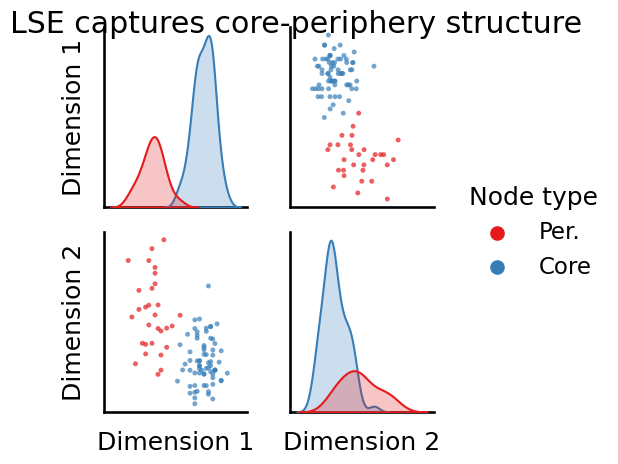 LSE captures core-periphery structure
Dimension 1
Node type
Per.
Core
Dimension 2
Dimension 1
Dimension 2